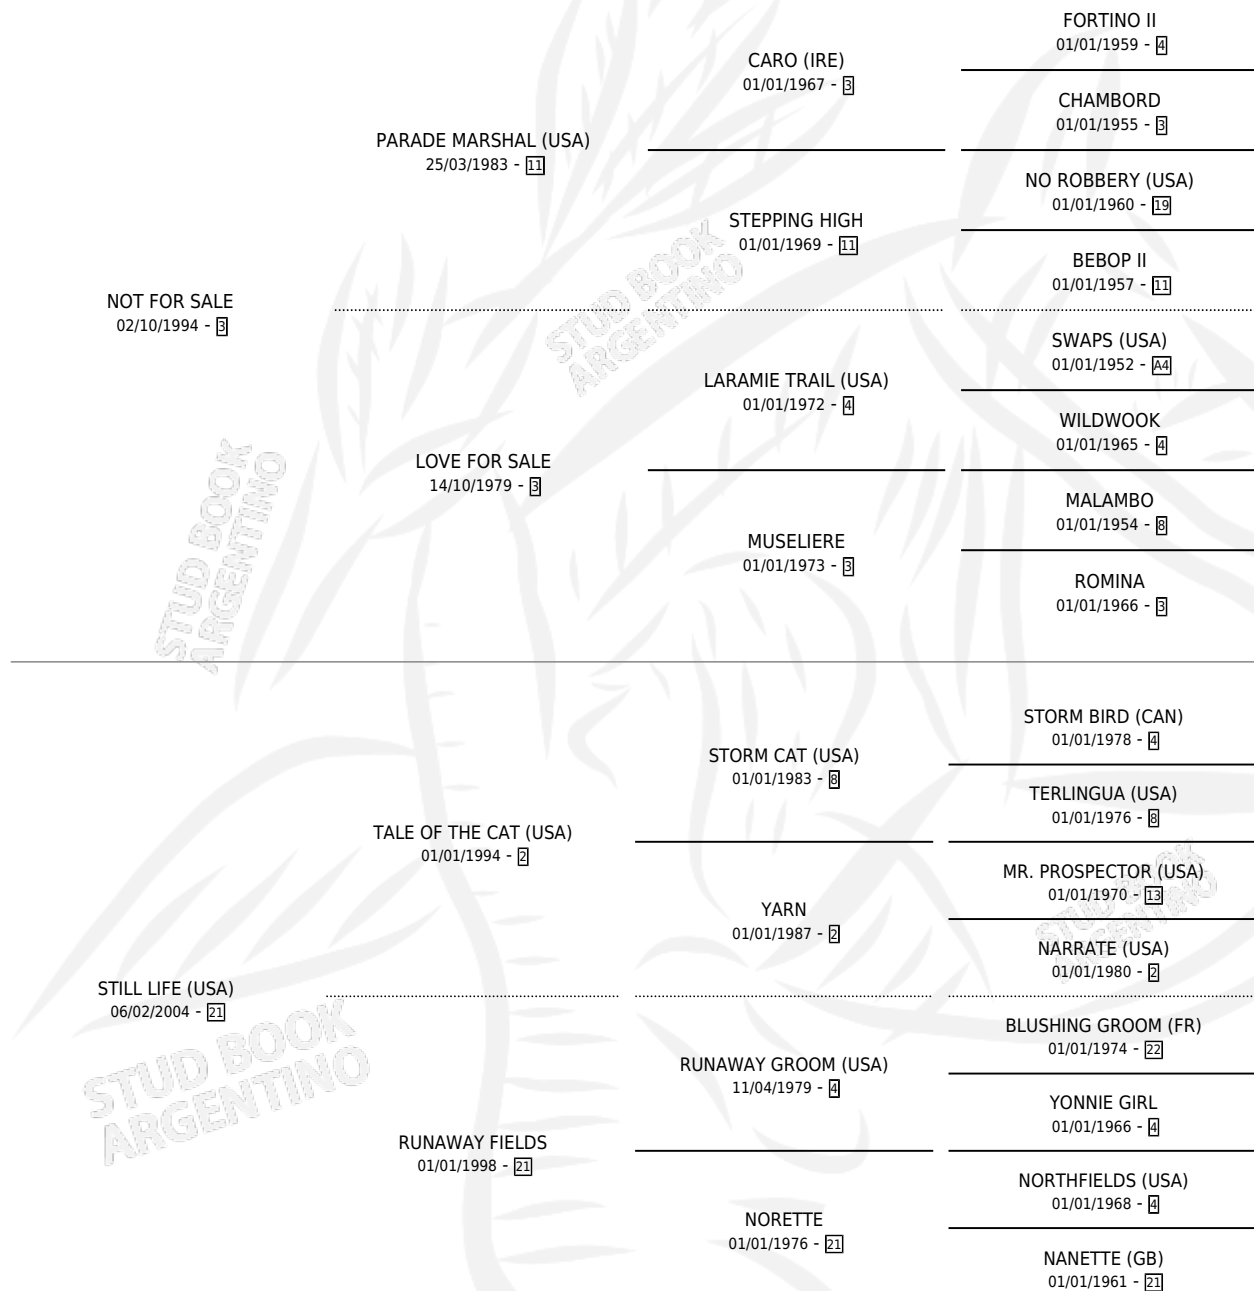 FORTINO II
01/01/1959 - 4
CARO (IRE)
01/01/1967 - 3
CHAMBORD
01/01/1955 - 3
PARADE MARSHAL (USA)
25/03/1983 - 11
NO ROBBERY (USA)
01/01/1960 - 19
STEPPING HIGH
01/01/1969 - 11
BEBOP II
01/01/1957 - 11
NOT FOR SALE
02/10/1994 - 3
STUD BOOK
ARGENTINO
SWAPS (USA)
01/01/1952 - A4
LARAMIE TRAIL (USA)
01/01/1972 - 4
WILDWOOK
01/01/1965 - 4
LOVE FOR SALE
14/10/1979 - 3
MALAMBO
01/01/1954 - 8
MUSELIERE
01/01/1973 - 3
ROMINA
01/01/1966 - 3
STUD BOOK
ARGENTINO
STORM BIRD (CAN)
01/01/1978 - 4
STORM CAT (USA)
01/01/1983 - 8
TERLINGUA (USA)
01/01/1976 - 8
TALE OF THE CAT (USA)
01/01/1994 - 2
MR. PROSPECTOR (USA)
01/01/1970 - 13
YARN
01/01/1987 - 2
NARRATE (USA)
01/01/1980 - 2
STUD BOOK
ARGENTINO
STILL LIFE (USA)
06/02/2004 - 21
BLUSHING GROOM (FR)
01/01/1974 - 22
RUNAWAY GROOM (USA)
11/04/1979 - 4
YONNIE GIRL
01/01/1966 - 4
STUD BOOK
ARGENTINO
RUNAWAY FIELDS
01/01/1998 - 21
NORTHFIELDS (USA)
01/01/1968 - 4
NORETTE
01/01/1976 - 21
NANETTE (GB)
01/01/1961 - 21